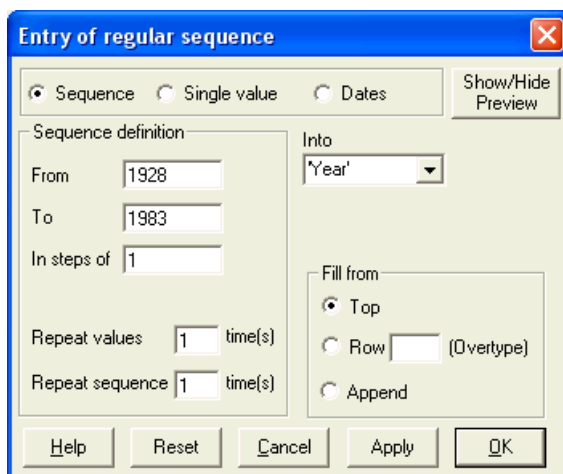 Entry of regular sequence
Sequence Single value Dates
Show/Hide
Preview
Sequence definition
From 1928
To 1983
In steps of 1
Repeat values 1 time(s)
Repeat sequence 1 time(s)
Into
'Year'
Fill from
Top
Row (Overtype)
Append
Help Reset Cancel Apply OK